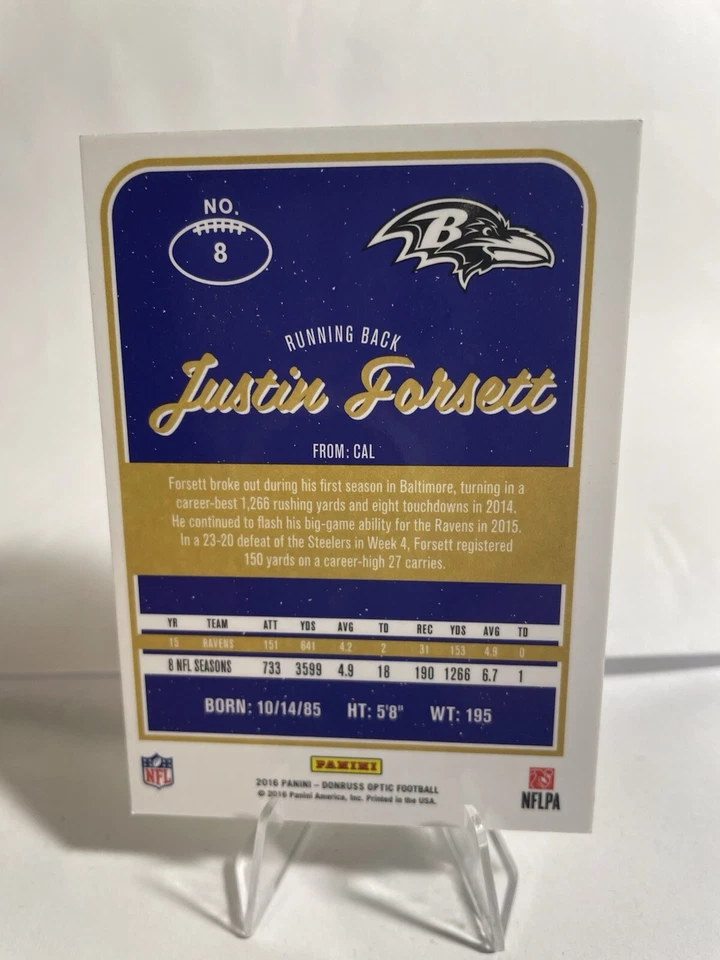 NO.
8
B
RUNNING BACK
Justin Forsett
FROM: CAL
Forsett broke out during his first season in Baltimore, turning in a
career-best 1,266 rushing yards and eight touchdowns in 2014.
He continued to flash his big-game ability for the Ravens in 2015.
In a 23-20 defeat of the Steelers in Week 4, Forsett registered
150 yards on a career-high 27 carries.
YR TEAM ATT YDS AVG TD REC YDS AVG TD
15 RAVENS 151 641 4.2 2 31 153 4.9 0
8 NFL SEASONS 733 3599 4.9 18 190 1266 6.7 1
BORN: 10/14/85 HT: 5'8" WT: 195
NFL
PANINI
2016 PANINI – DONRUSS OPTIC FOOTBALL
© 2016 Panini America, Inc. Printed in the USA.
NFLPA